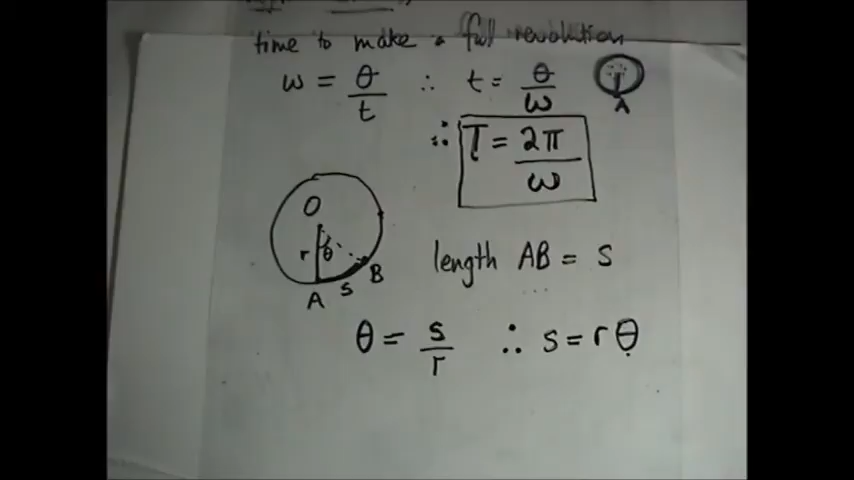 time to make a full revolution
ω = θ/t ∴ t = θ/ω
A
∴ T = 2π/ω
O
r θ
B
A s
length AB = s
θ = s/r ∴ s = rθ